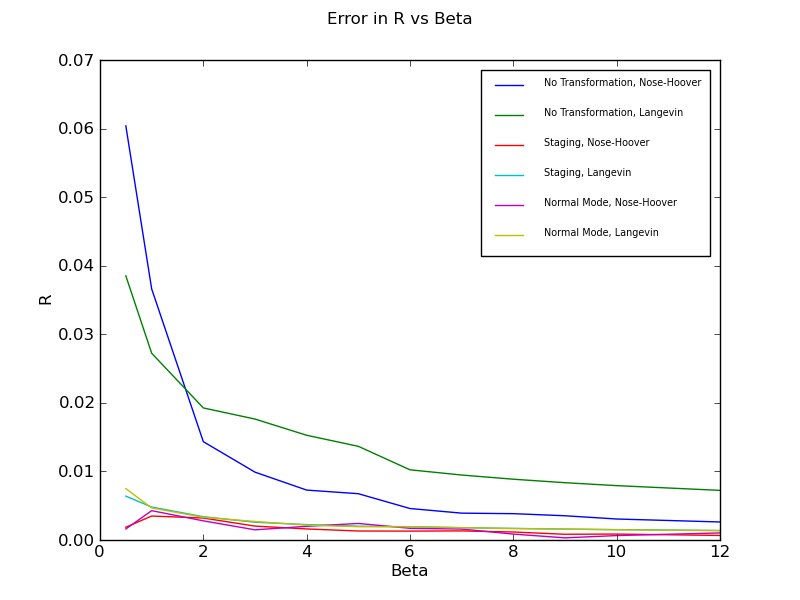 Error in R vs Beta
0.07
0.06
0.05
0.04
0.03
0.02
0.01
0.00
R
No Transformation, Nose-Hoover
No Transformation, Langevin
Staging, Nose-Hoover
Staging, Langevin
Normal Mode, Nose-Hoover
Normal Mode, Langevin
0 2 4 6 8 10 12
Beta